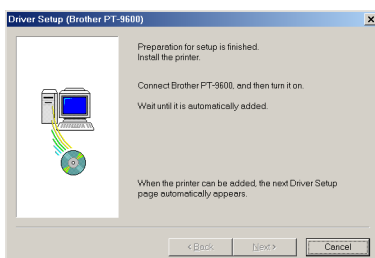 Driver Setup (Brother PT-9600)
Preparation for setup is finished.
Install the printer.
Connect Brother PT-9600, and then turn it on.
Wait until it is automatically added.
When the printer can be added, the next Driver Setup
page automatically appears.
< Back
Next >
Cancel